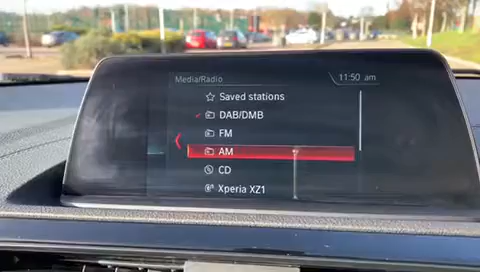 Media/Radio
11:50 am
Saved stations
DAB/DMB
FM
AM
CD
Xperia XZ1